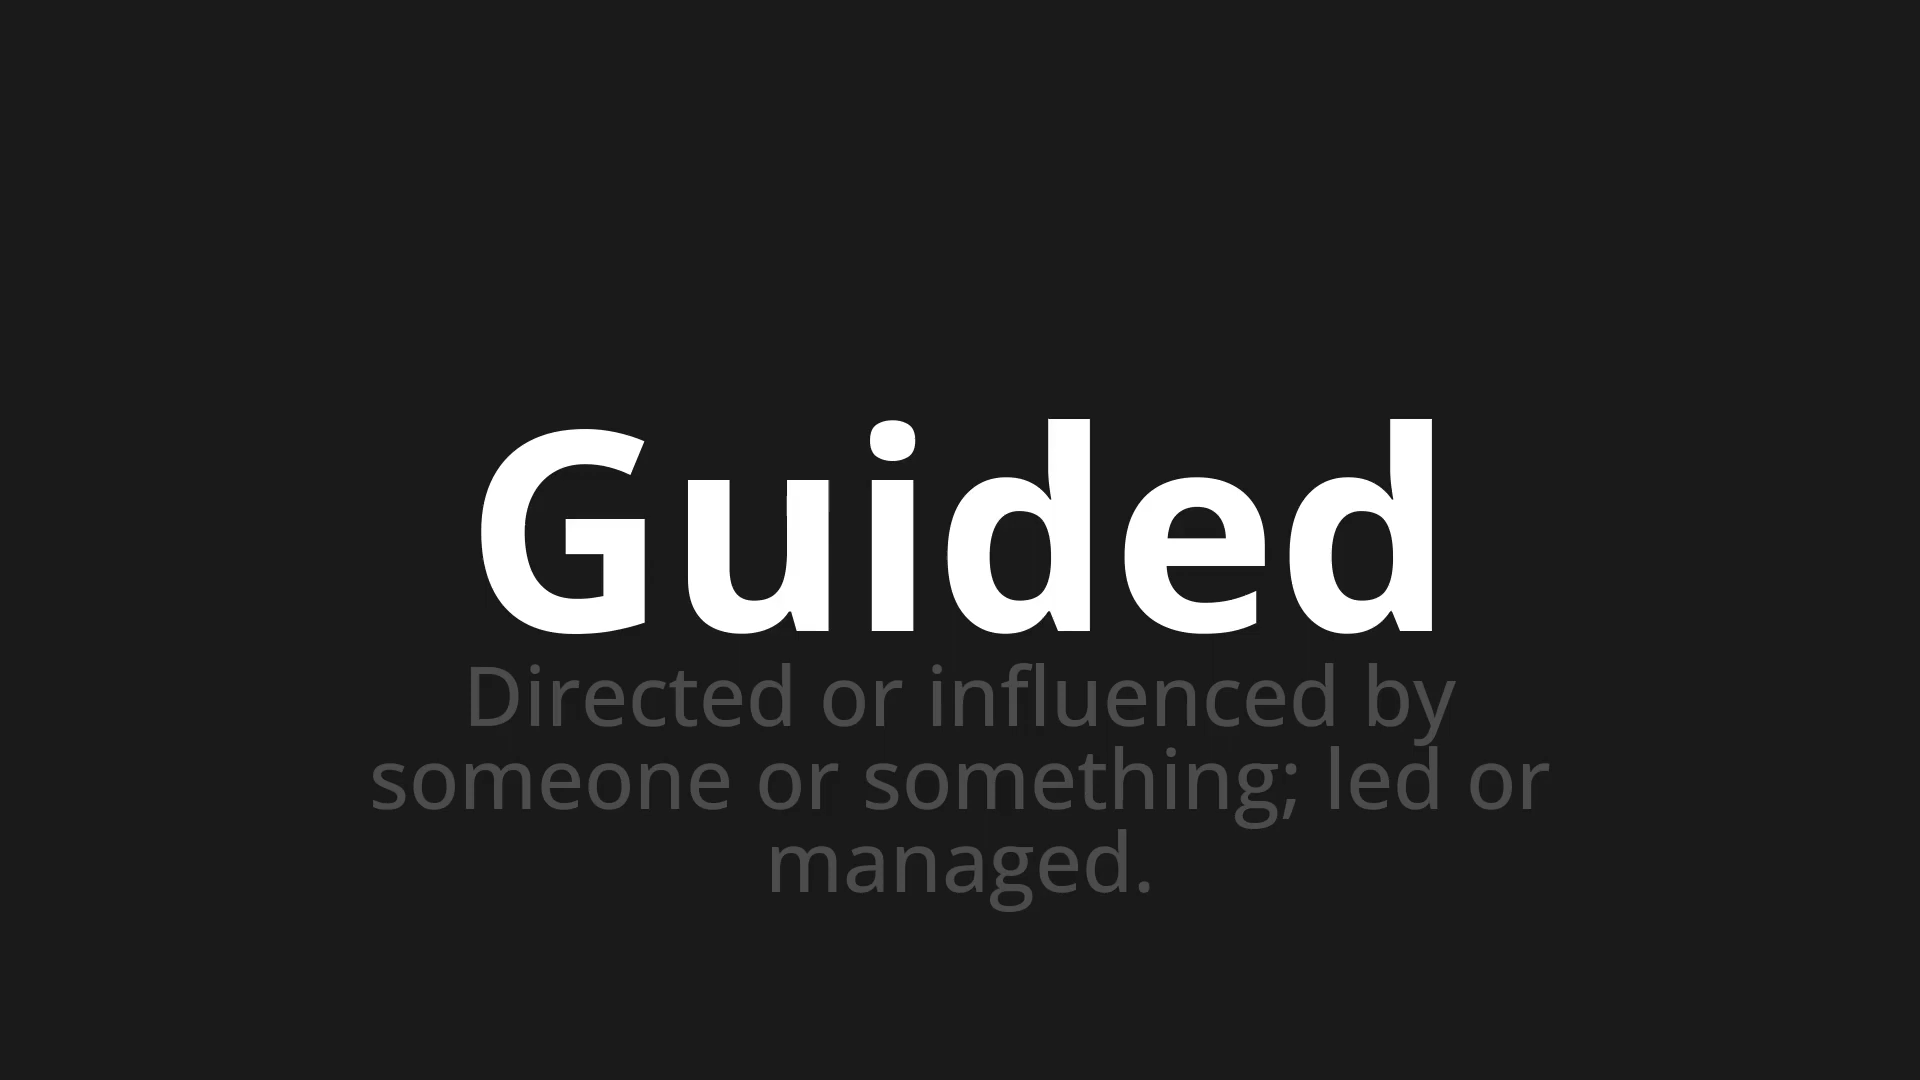 Guided
Directed or influenced by
someone or something; led or
managed.